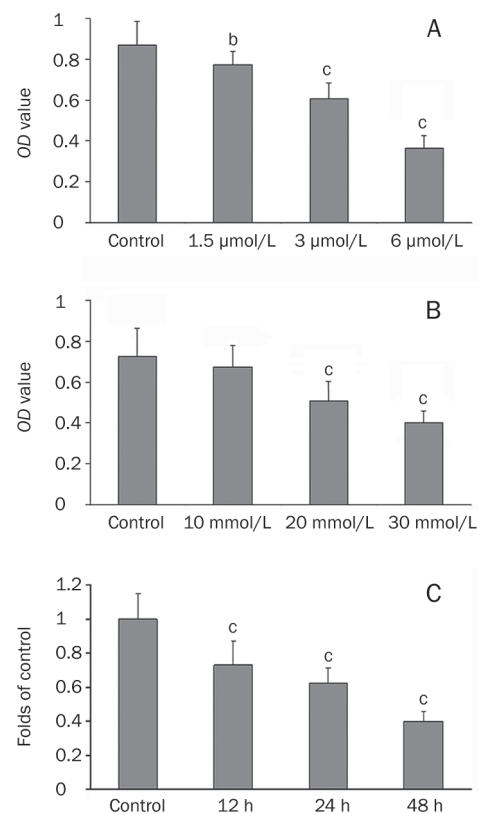 A
1
0.8
0.6
0.4
0.2
0
OD value
b
c
c
Control 1.5 μmol/L 3 μmol/L 6 μmol/L
B
1
0.8
0.6
0.4
0.2
0
OD value
c
c
Control 10 mmol/L 20 mmol/L 30 mmol/L
C
1.2
1
0.8
0.6
0.4
0.2
0
Folds of control
c
c
c
Control 12 h 24 h 48 h